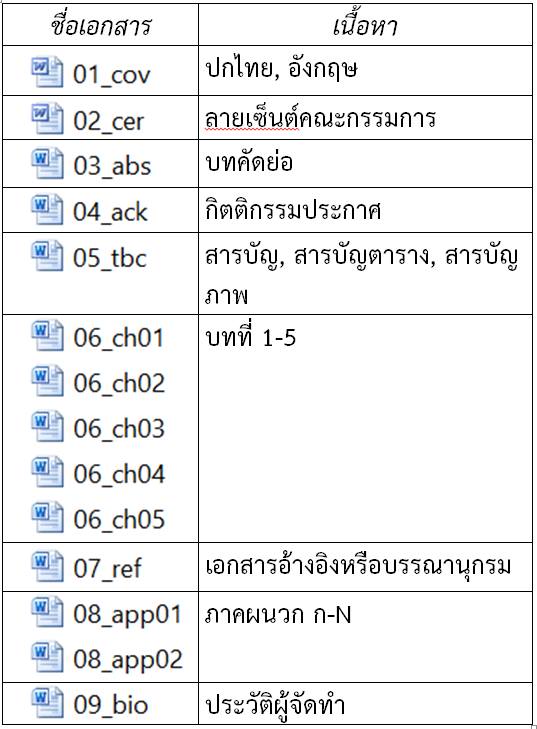 ชื่อเอกสาร เนื้อหา
01_cov ปกไทย, อังกฤษ
02_cer ลายเซ็นต์คณะกรรมการ
03_abs บทคัดย่อ
04_ack กิตติกรรมประกาศ
05_tbc สารบัญ, สารบัญตาราง, สารบัญ
ภาพ
06_ch01 บทที่ 1-5
06_ch02
06_ch03
06_ch04
06_ch05
07_ref เอกสารอ้างอิงหรือบรรณานุกรม
08_app01 ภาคผนวก ก-N
08_app02
09_bio ประวัติผู้จัดทำ